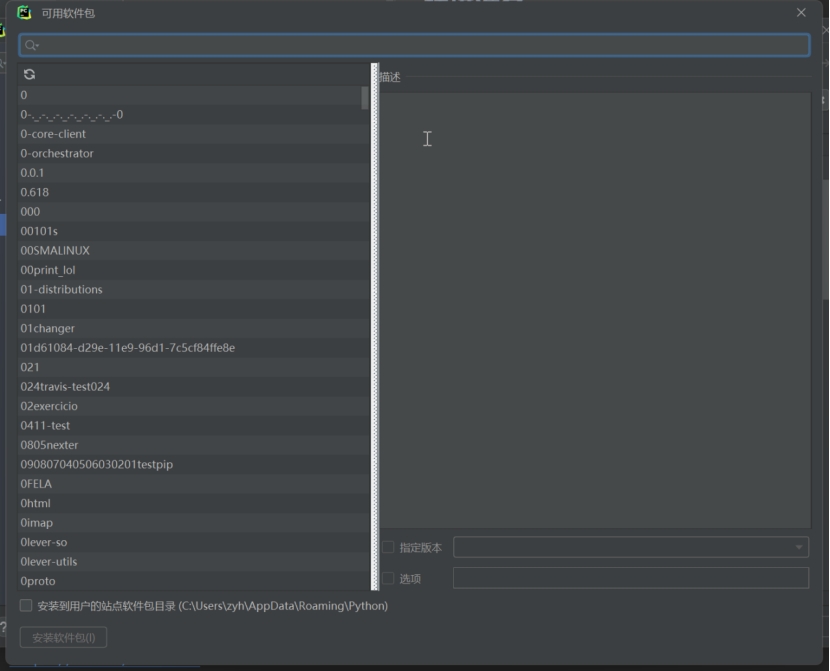 可用软件包
描述
0
0-._.-._.-._.-._.-._.-._.-0
0-core-client
0-orchestrator
0.0.1
0.618
000
00101s
00SMALINUX
00print_lol
01-distributions
0101
01changer
01d61084-d29e-11e9-96d1-7c5cf84ffe8e
021
024travis-test024
02exercicio
0411-test
0805nexter
090807040506030201testpip
0FELA
0html
0imap
0lever-so
0lever-utils
0proto
指定版本
选项
安装到用户的站点软件包目录 (C:\Users\zyh\AppData\Roaming\Python)
安装软件包(I)